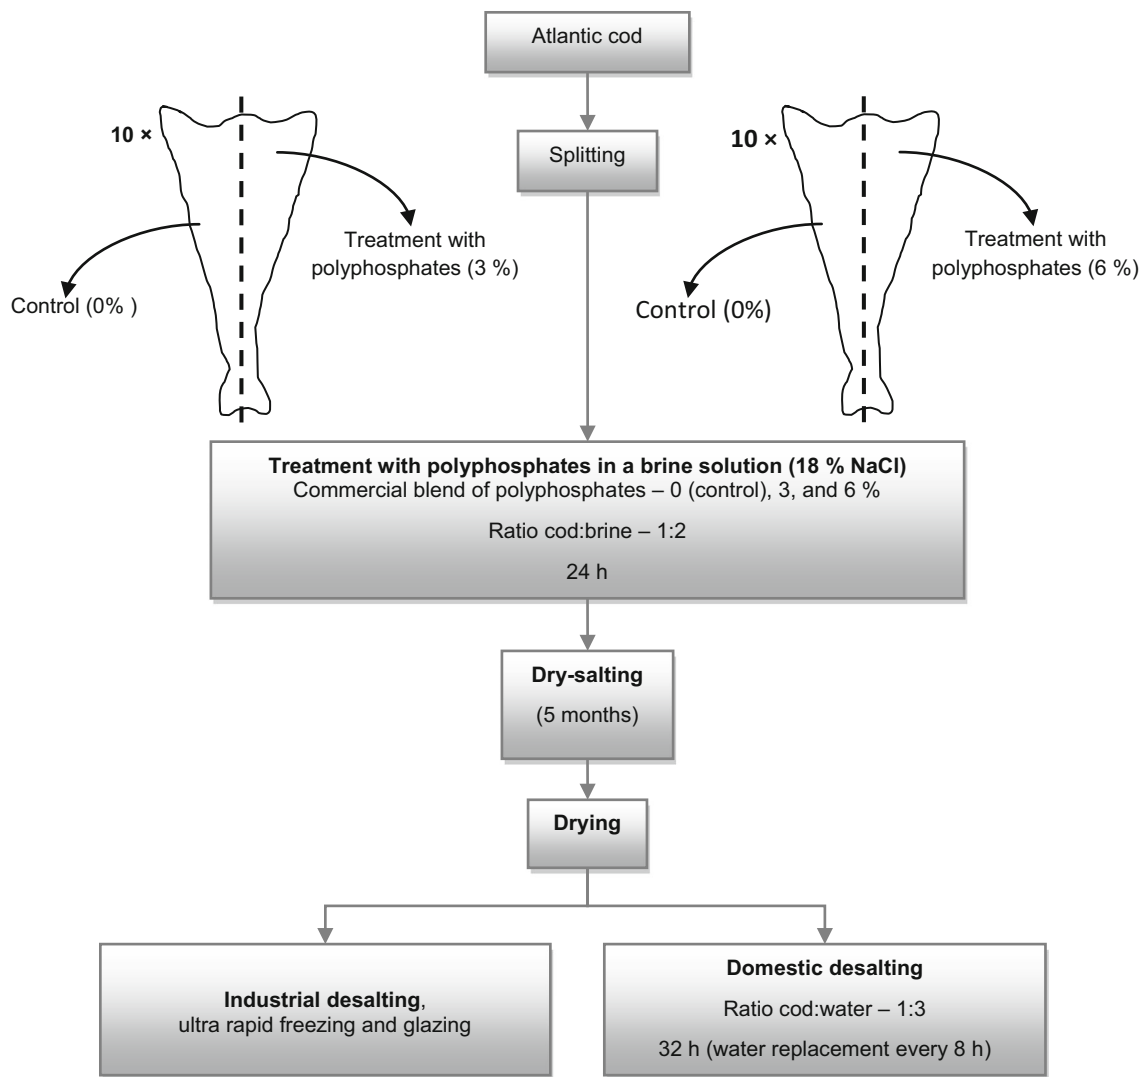 Atlantic cod
10 ×
Splitting
10 ×
Treatment with
polyphosphates (3 %)
Control (0% )
Treatment with
polyphosphates (6 %)
Control (0%)
Treatment with polyphosphates in a brine solution (18 % NaCl)
Commercial blend of polyphosphates – 0 (control), 3, and 6 %
Ratio cod:brine – 1:2
24 h
Dry-salting
(5 months)
Drying
Industrial desalting,
ultra rapid freezing and glazing
Domestic desalting
Ratio cod:water – 1:3
32 h (water replacement every 8 h)